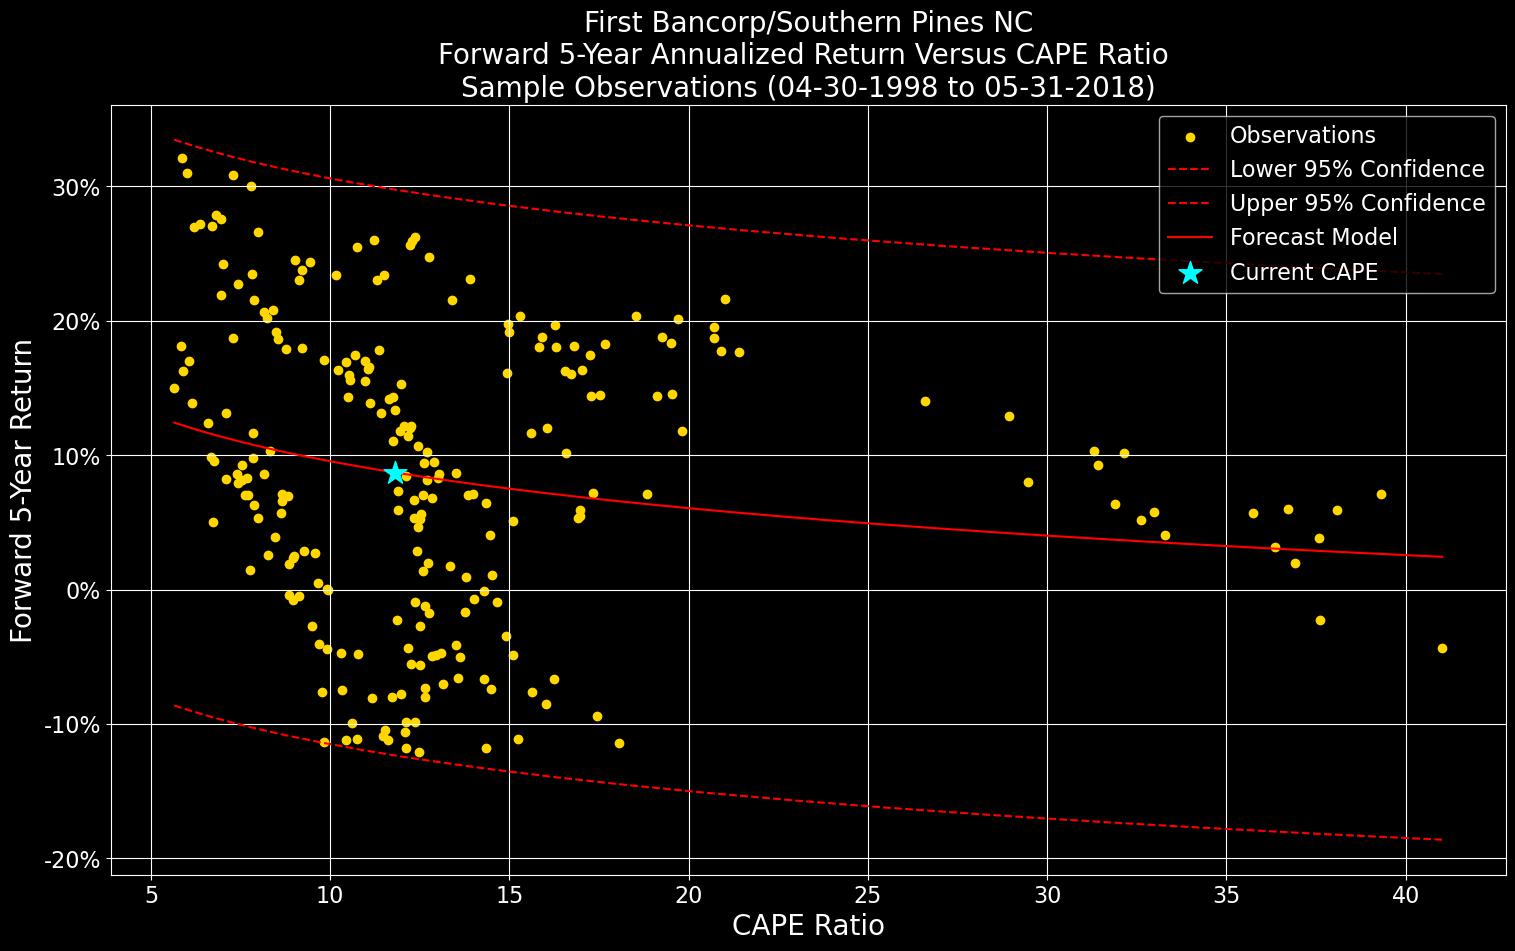 First Bancorp/Southern Pines NC
Forward 5-Year Annualized Return Versus CAPE Ratio
Sample Observations (04-30-1998 to 05-31-2018)
Observations
Lower 95% Confidence
Upper 95% Confidence
Forecast Model
Current CAPE
Forward 5-Year Return
30%
20%
10%
0%
-10%
-20%
5 10 15 20 25 30 35 40
CAPE Ratio